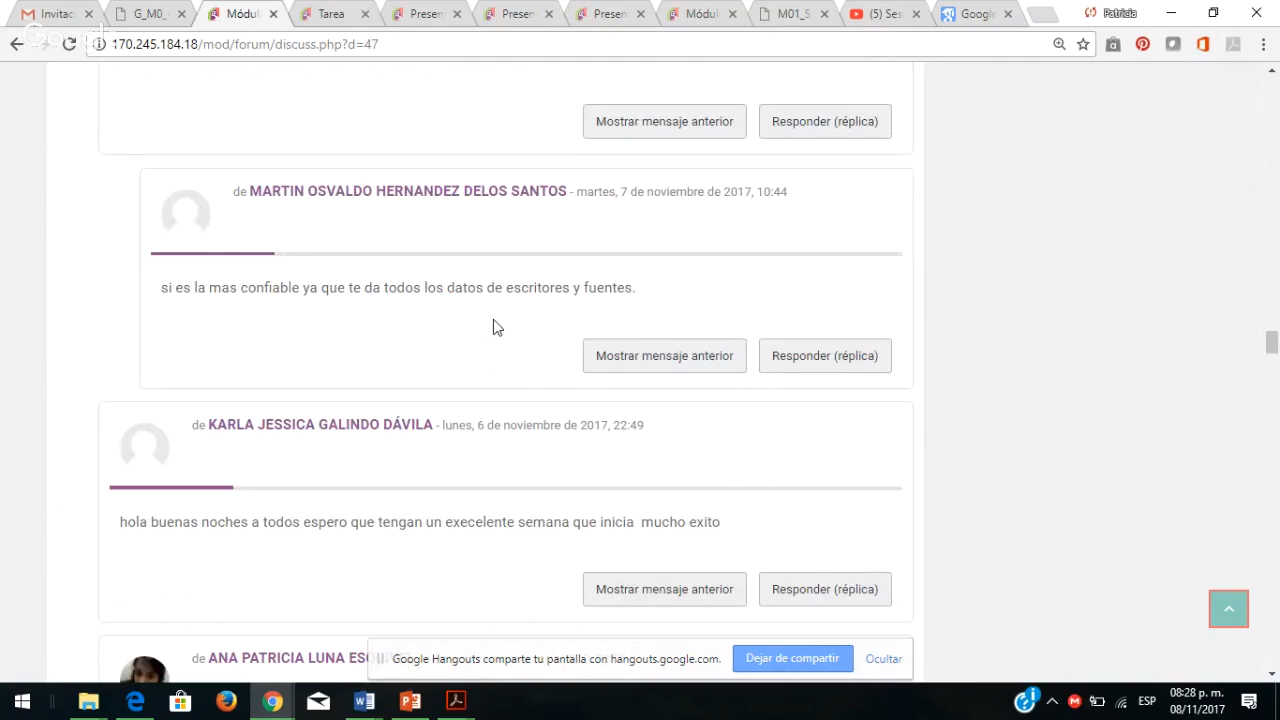 Invitac
G_M0_
Módul
Tarea
Presen
Presen
Presen
Módul
M01_S
(5) Ses
Google
Patricia
Google
170.245.184.18/mod/forum/discuss.php?d=47
Mostrar mensaje anterior
Responder (réplica)
de MARTIN OSVALDO HERNANDEZ DELOS SANTOS - martes, 7 de noviembre de 2017, 10:44
si es la mas confiable ya que te da todos los datos de escritores y fuentes.
Mostrar mensaje anterior
Responder (réplica)
de KARLA JESSICA GALINDO DÁVILA - lunes, 6 de noviembre de 2017, 22:49
hola buenas noches a todos espero que tengan un execelente semana que inicia mucho exito
Mostrar mensaje anterior
Responder (réplica)
de ANA PATRICIA LUNA
Google Hangouts comparte tu pantalla con hangouts.google.com.
Dejar de compartir
Ocultar
ESP
08:28 p. m.
08/11/2017